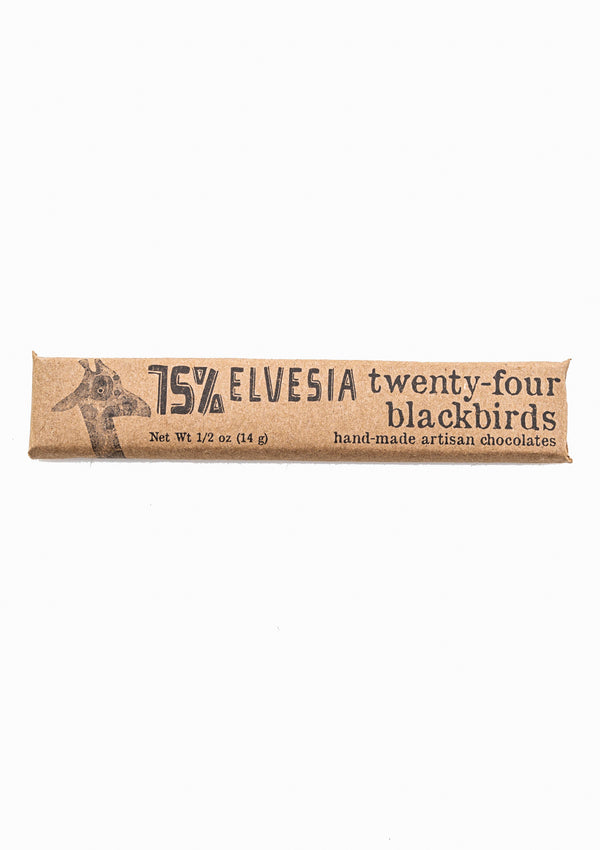 75% ELVESIA twenty-four
blackbirds
Net Wt 1/2 oz (14 g) hand-made artisan chocolates